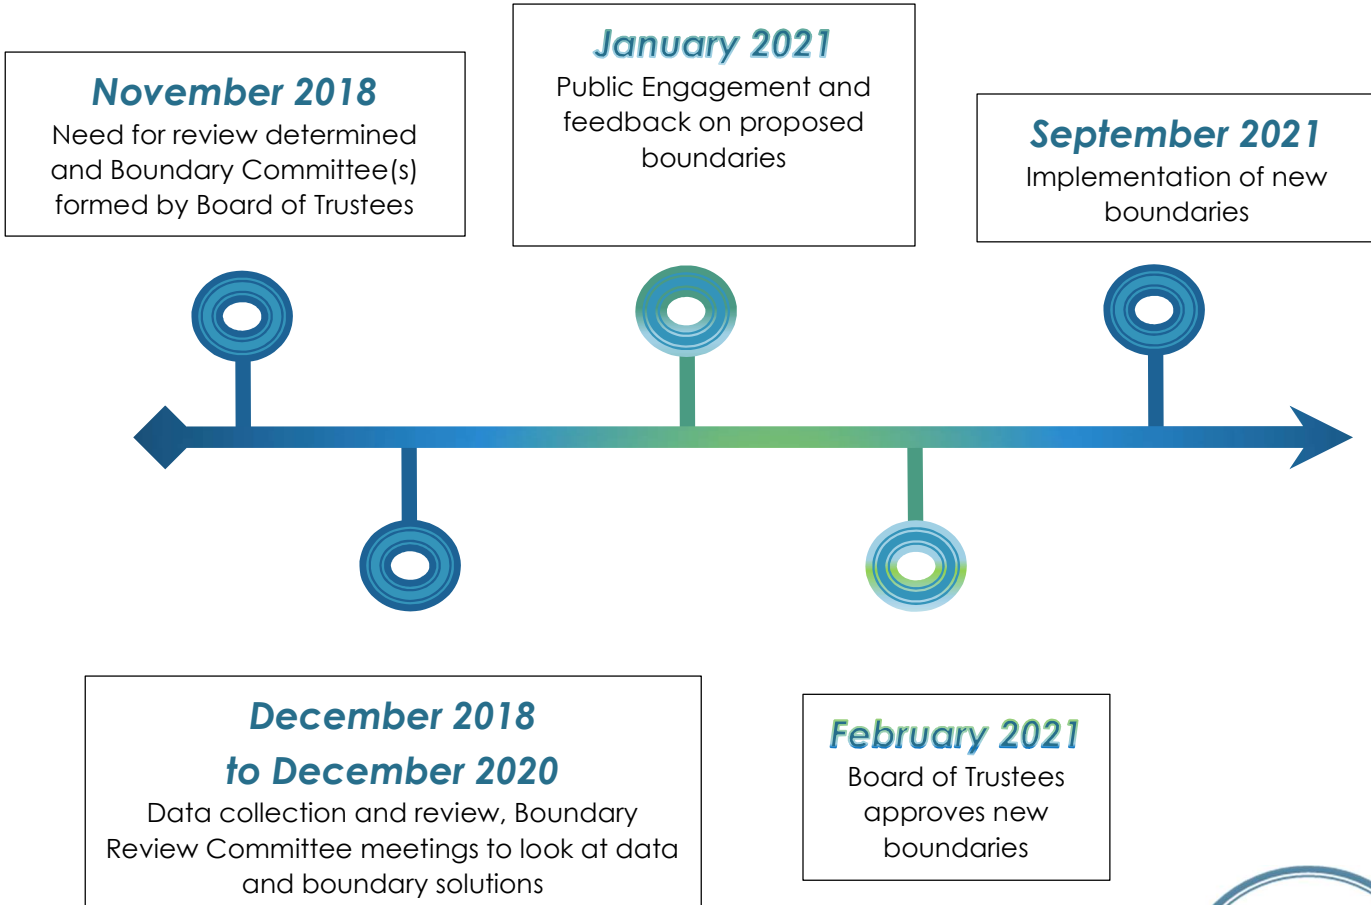 November 2018
Need for review determined
and Boundary Committee(s)
formed by Board of Trustees
December 2018
to December 2020
Data collection and review, Boundary
Review Committee meetings to look at data
and boundary solutions
January 2021
Public Engagement and
feedback on proposed
boundaries
February 2021
Board of Trustees
approves new
boundaries
September 2021
Implementation of new
boundaries